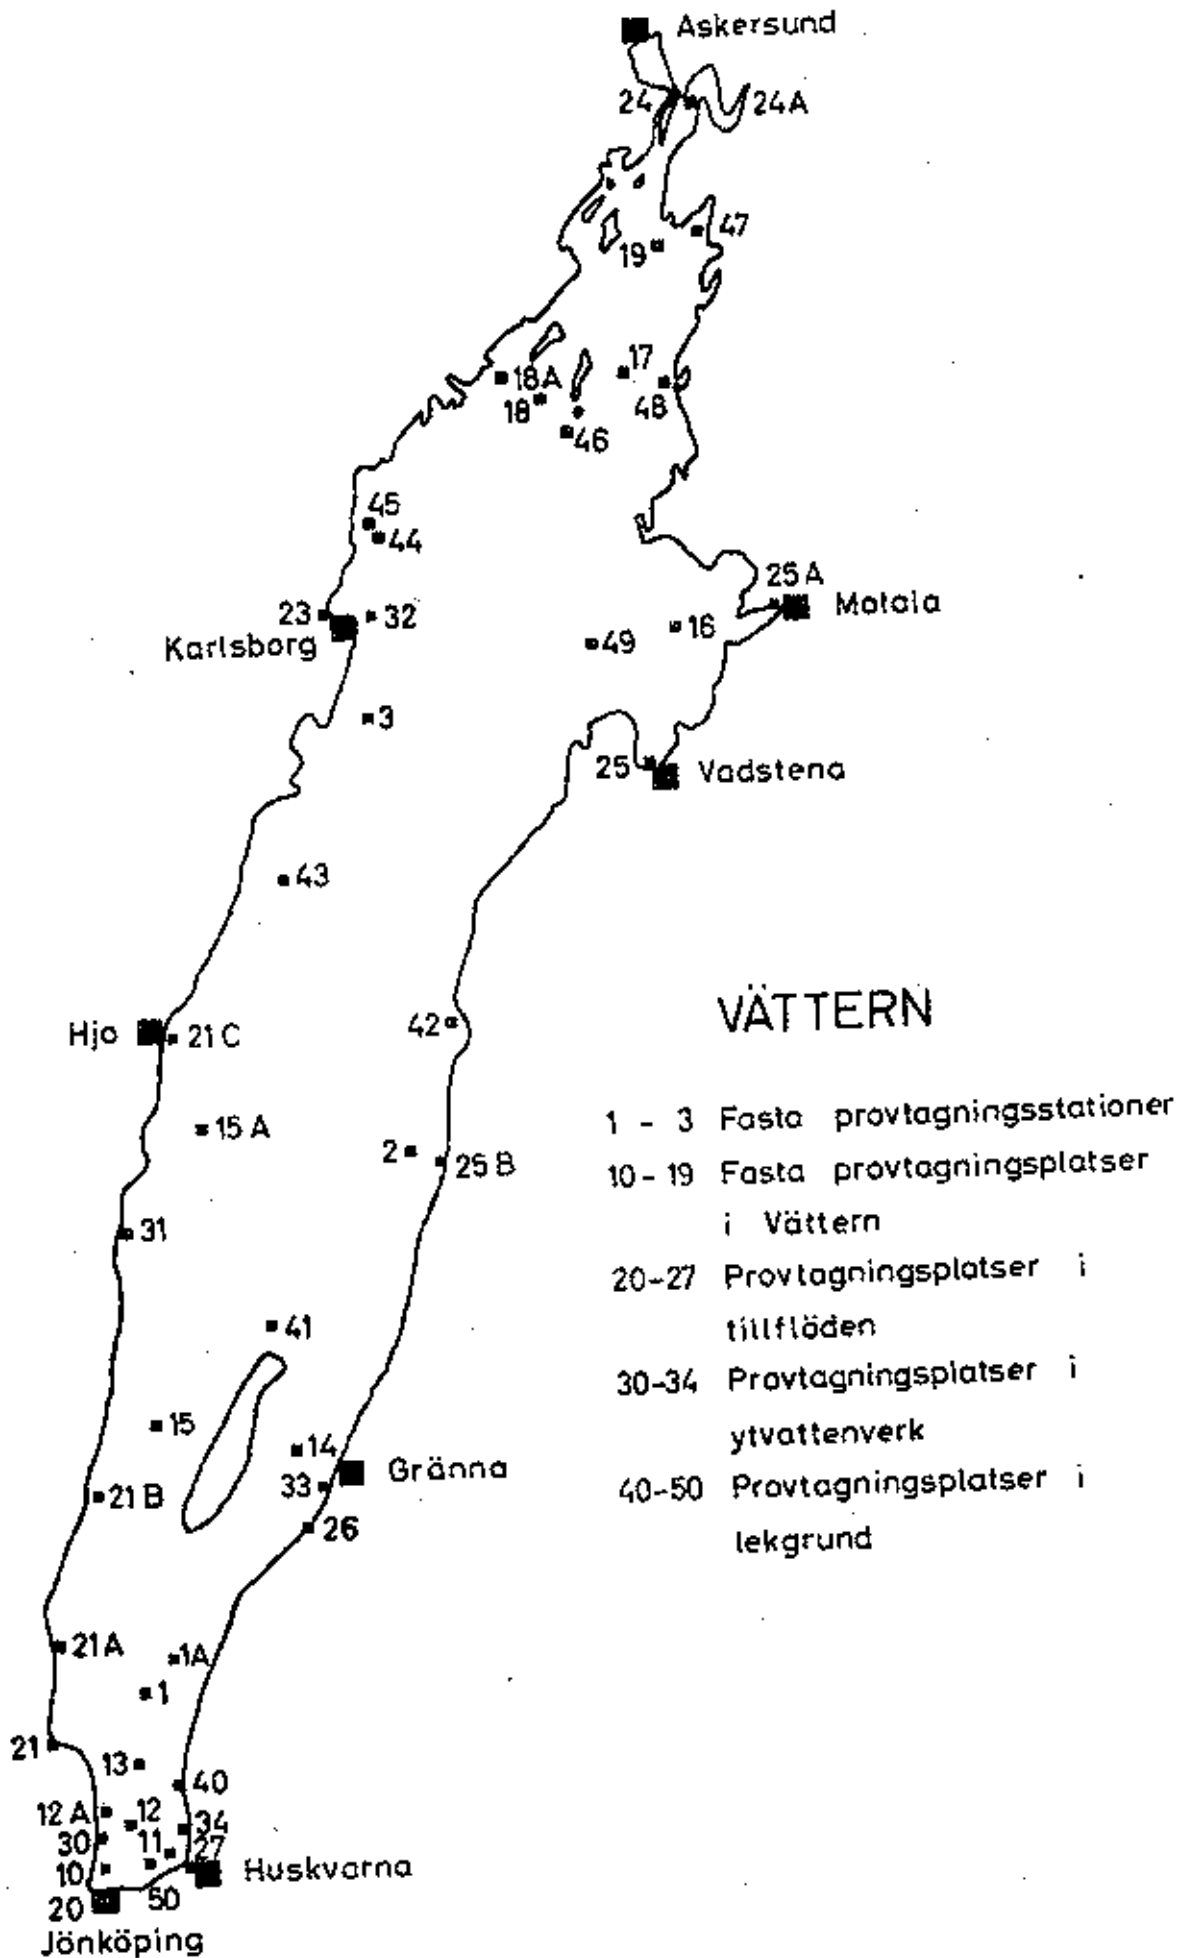 Askersund
24
24A
47
19
17
18A
48
18
46
45
44
25A
23
32
Motala
16
Karlsborg
49
3
25
Vadstena
43
VÄTTERN
42
Hjo
21C
1 - 3 Fasta provtagningsstationer
15A
2
25B
10-19 Fasta provtagningsplatser
i Vättern
31
20-27 Provtagningsplatser i
tillflöden
41
30-34 Provtagningsplatser i
ytvattenverk
15
14
Gränna
33
40-50 Provtagningsplatser i
lekgrund
21B
26
21A
1A
1
21
13
40
12A
12
34
30
11
27
10
Huskvarna
50
20
Jönköping